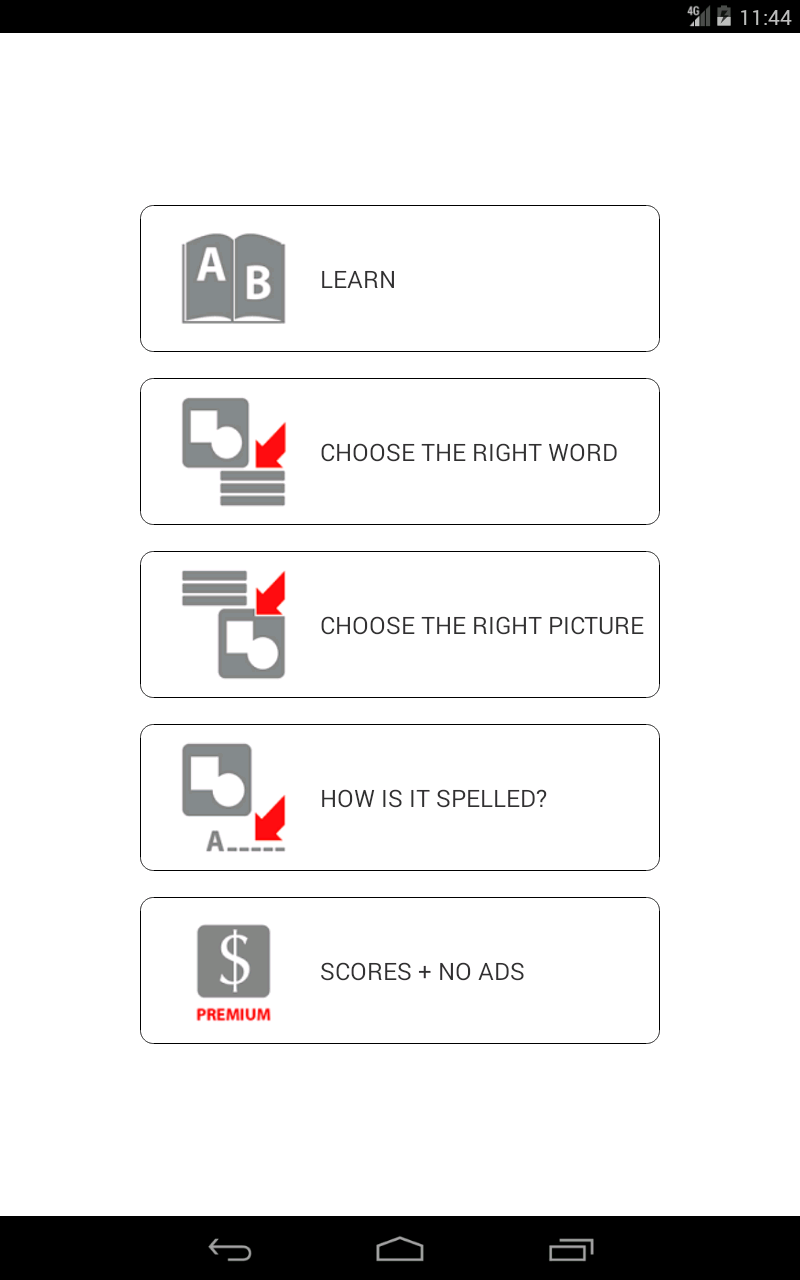 4G 11:44
A B
LEARN
CHOOSE THE RIGHT WORD
CHOOSE THE RIGHT PICTURE
HOW IS IT SPELLED?
A_____
$
PREMIUM
SCORES + NO ADS